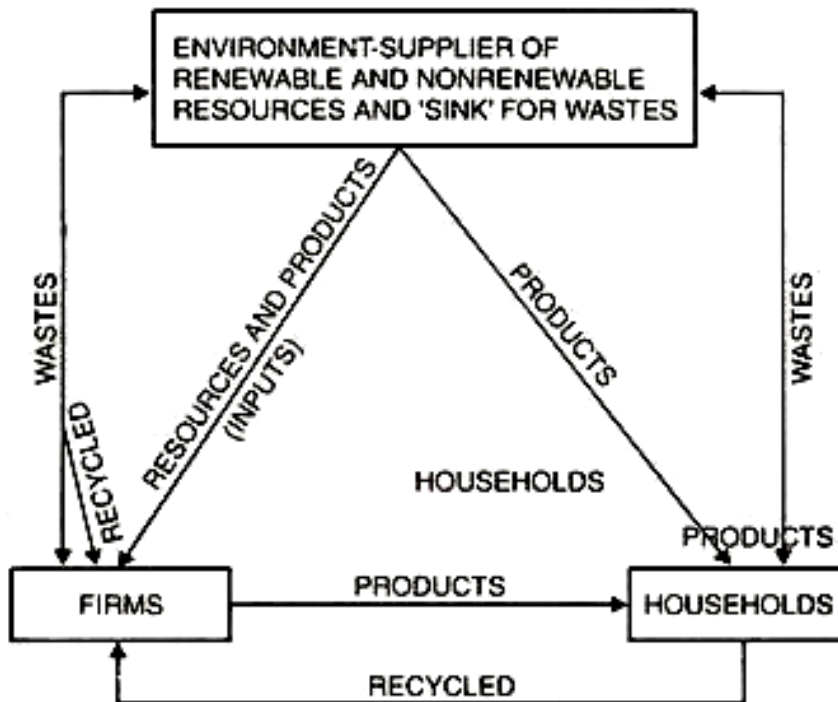 ENVIRONMENT-SUPPLIER OF
RENEWABLE AND NONRENEWABLE
RESOURCES AND 'SINK' FOR WASTES
WASTES
RECYCLED
RESOURCES AND PRODUCTS
(INPUTS)
PRODUCTS
WASTES
HOUSEHOLDS
PRODUCTS
FIRMS
PRODUCTS
HOUSEHOLDS
RECYCLED